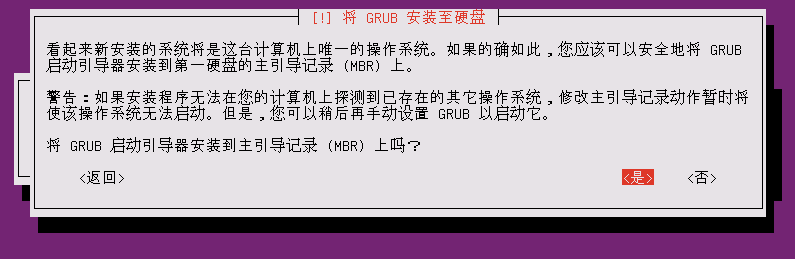 [!] 将 GRUB 安装至硬盘
看起来新安装的系统将是这台计算机上唯一的操作系统。如果的确如此，您应该可以安全地将 GRUB
启动引导器安装到第一硬盘的主引导记录 (MBR) 上。
警告：如果安装程序无法在您的计算机上探测到已存在的其它操作系统，修改主引导记录动作暂时将
使该操作系统无法启动。但是，您可以稍后再手动设置 GRUB 以启动它。
将 GRUB 启动引导器安装到主引导记录 (MBR) 上吗？
<返回> <是> <否>